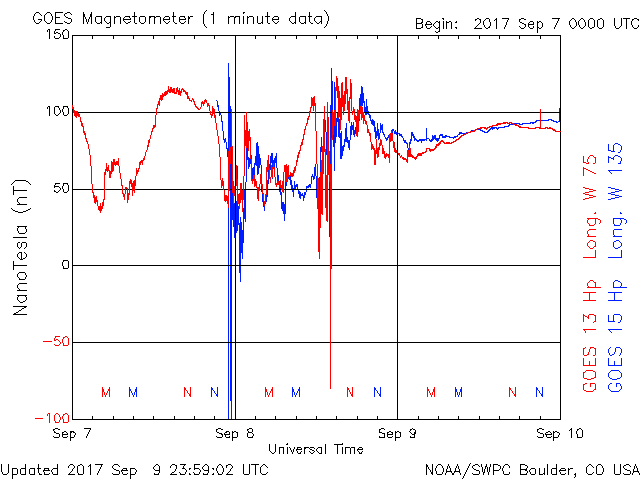 GOES Magnetometer (1 minute data)
Begin: 2017 Sep 7 0000 UTC
150
100
50
0
-50
-100
NanoTesla (nT)
M M N N M M N N M M N N
Sep 7 Sep 8 Sep 9 Sep 10
Universal Time
GOES 13 Hp Long. W 75
GOES 15 Hp Long. W 135
Updated 2017 Sep 9 23:59:02 UTC
NOAA/SWPC Boulder, CO USA